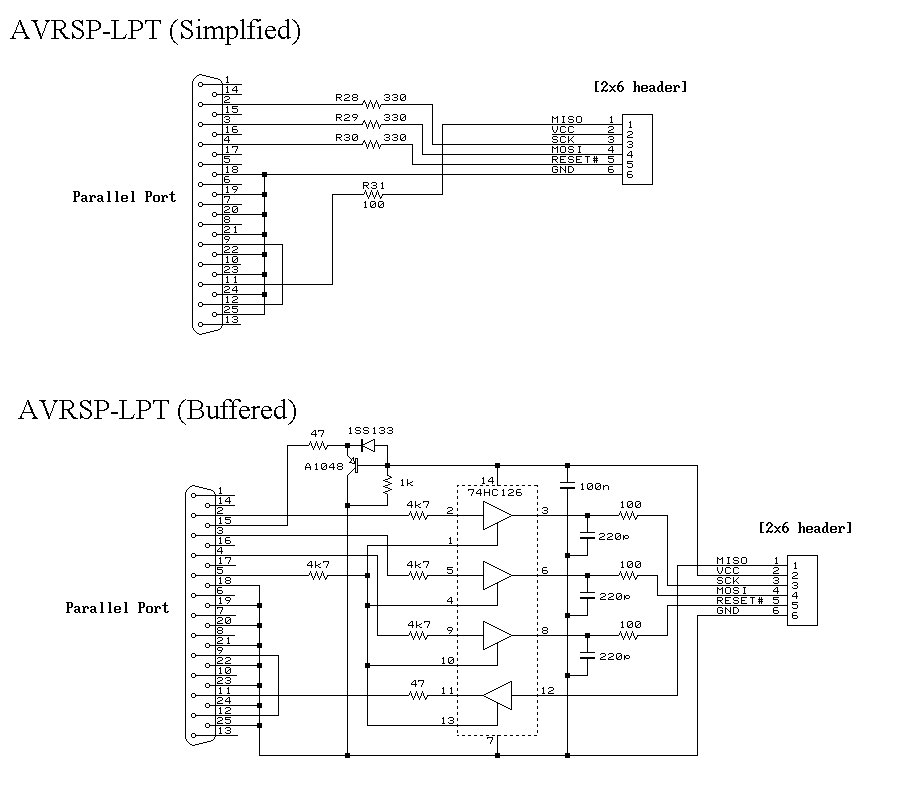 AVRSP-LPT (Simplfied)
[2x6 header]
Parallel Port
1
14
2
15
3
16
4
17
5
18
6
19
7
20
8
21
9
22
10
23
11
24
12
25
13
R28 330
R29 330
R30 330
R31
100
MISO 1 1
VCC 2 2
SCK 3 3
MOSI 4 4
RESET# 5 5
GND 6 6
AVRSP-LPT (Buffered)
[2x6 header]
Parallel Port
1
14
2
15
3
16
4
17
5
18
6
19
7
20
8
21
9
22
10
23
11
24
12
25
13
47
1SS133
A1048
1k
14
74HC126
100n
4k7 2 3 100
1
220p
4k7
4k7 5 6 100
4
220p
4k7 9 8 100
10
220p
47 11 12
13
7
MISO 1 1
VCC 2 2
SCK 3 3
MOSI 4 4
RESET# 5 5
GND 6 6